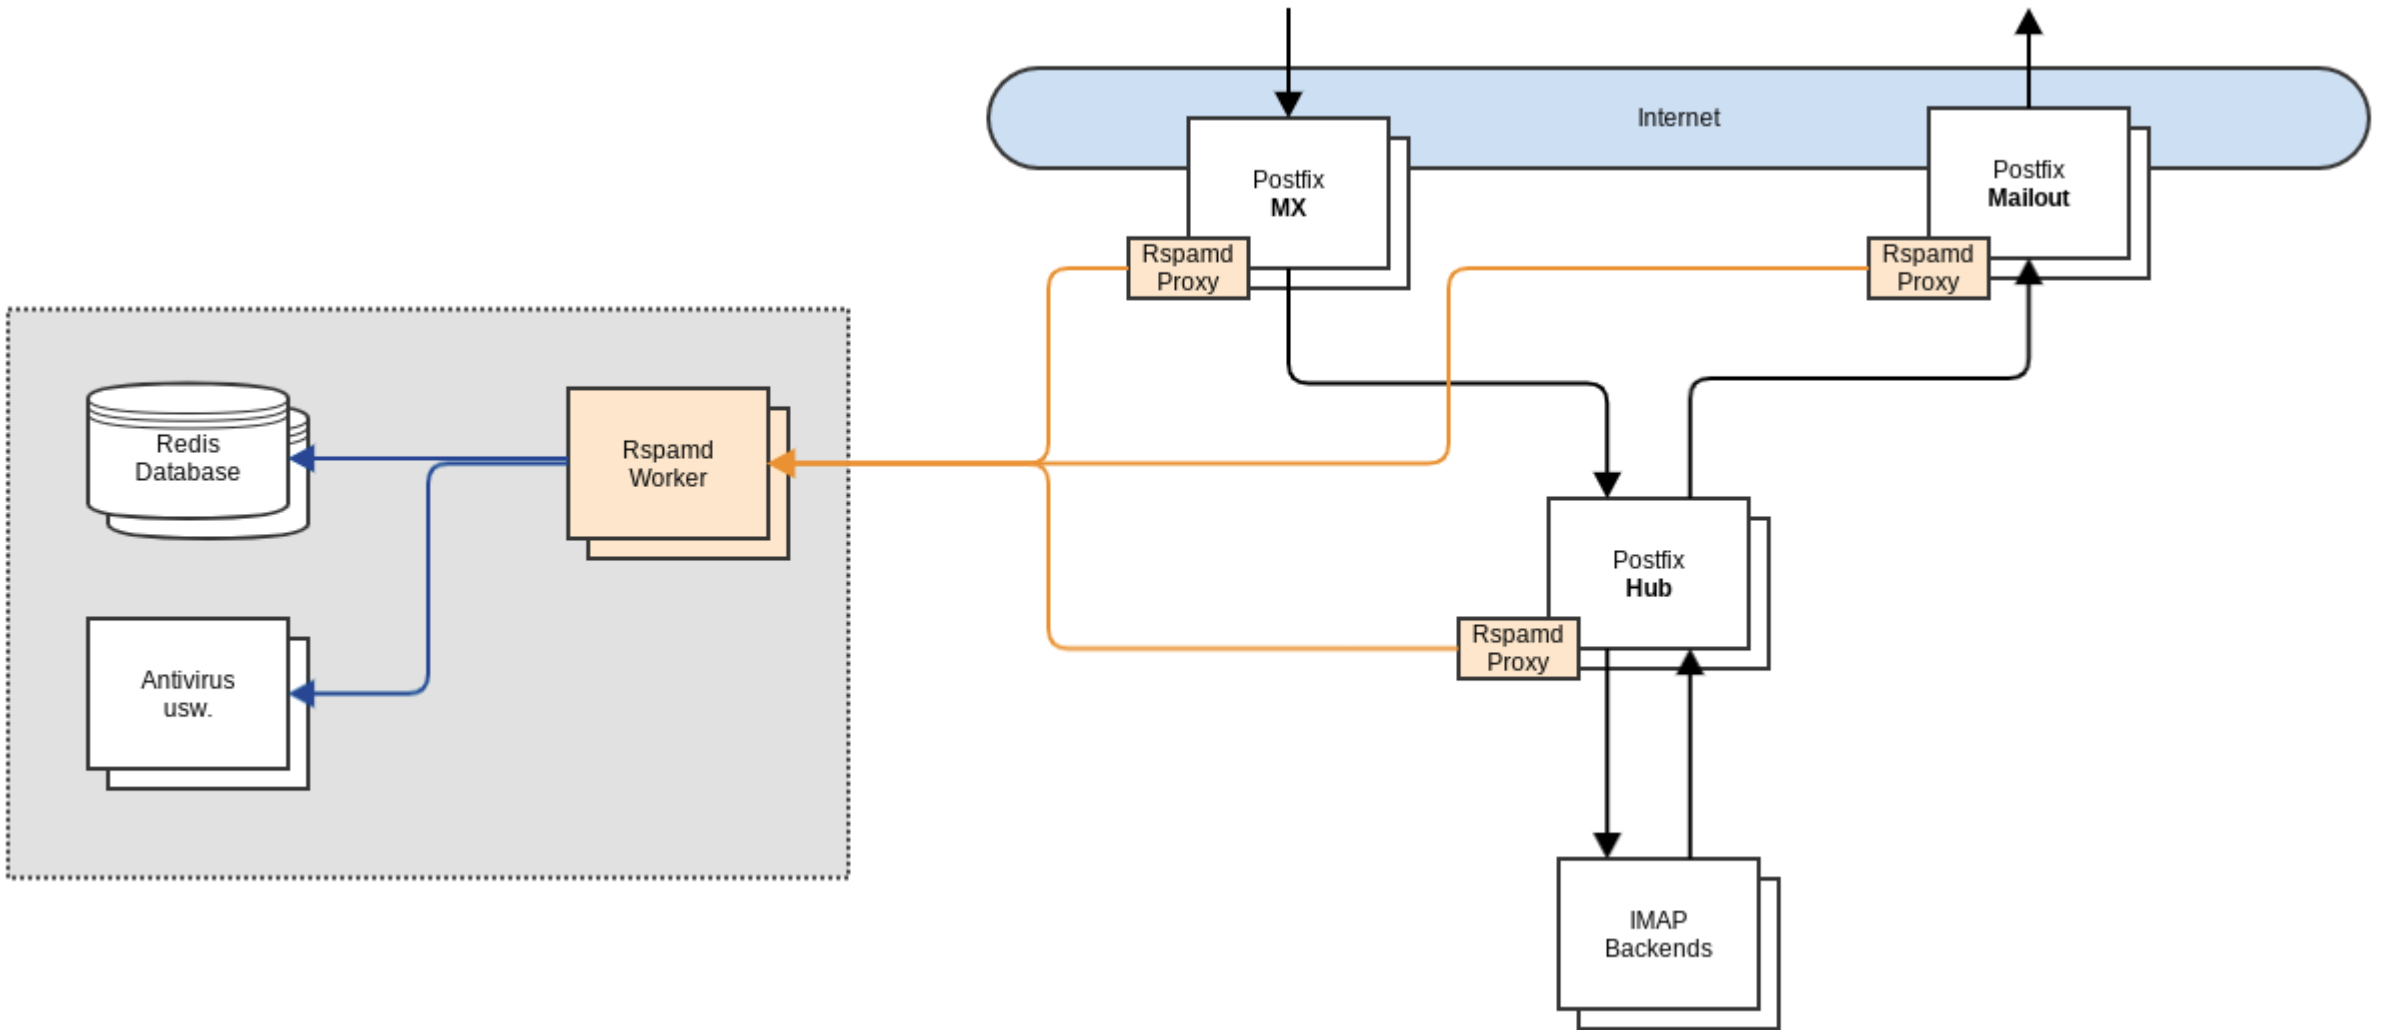 Internet
Postfix
MX
Postfix
Mailout
Rspamd
Proxy
Rspamd
Proxy
Redis
Database
Rspamd
Worker
Postfix
Hub
Rspamd
Proxy
Antivirus
usw.
IMAP
Backends